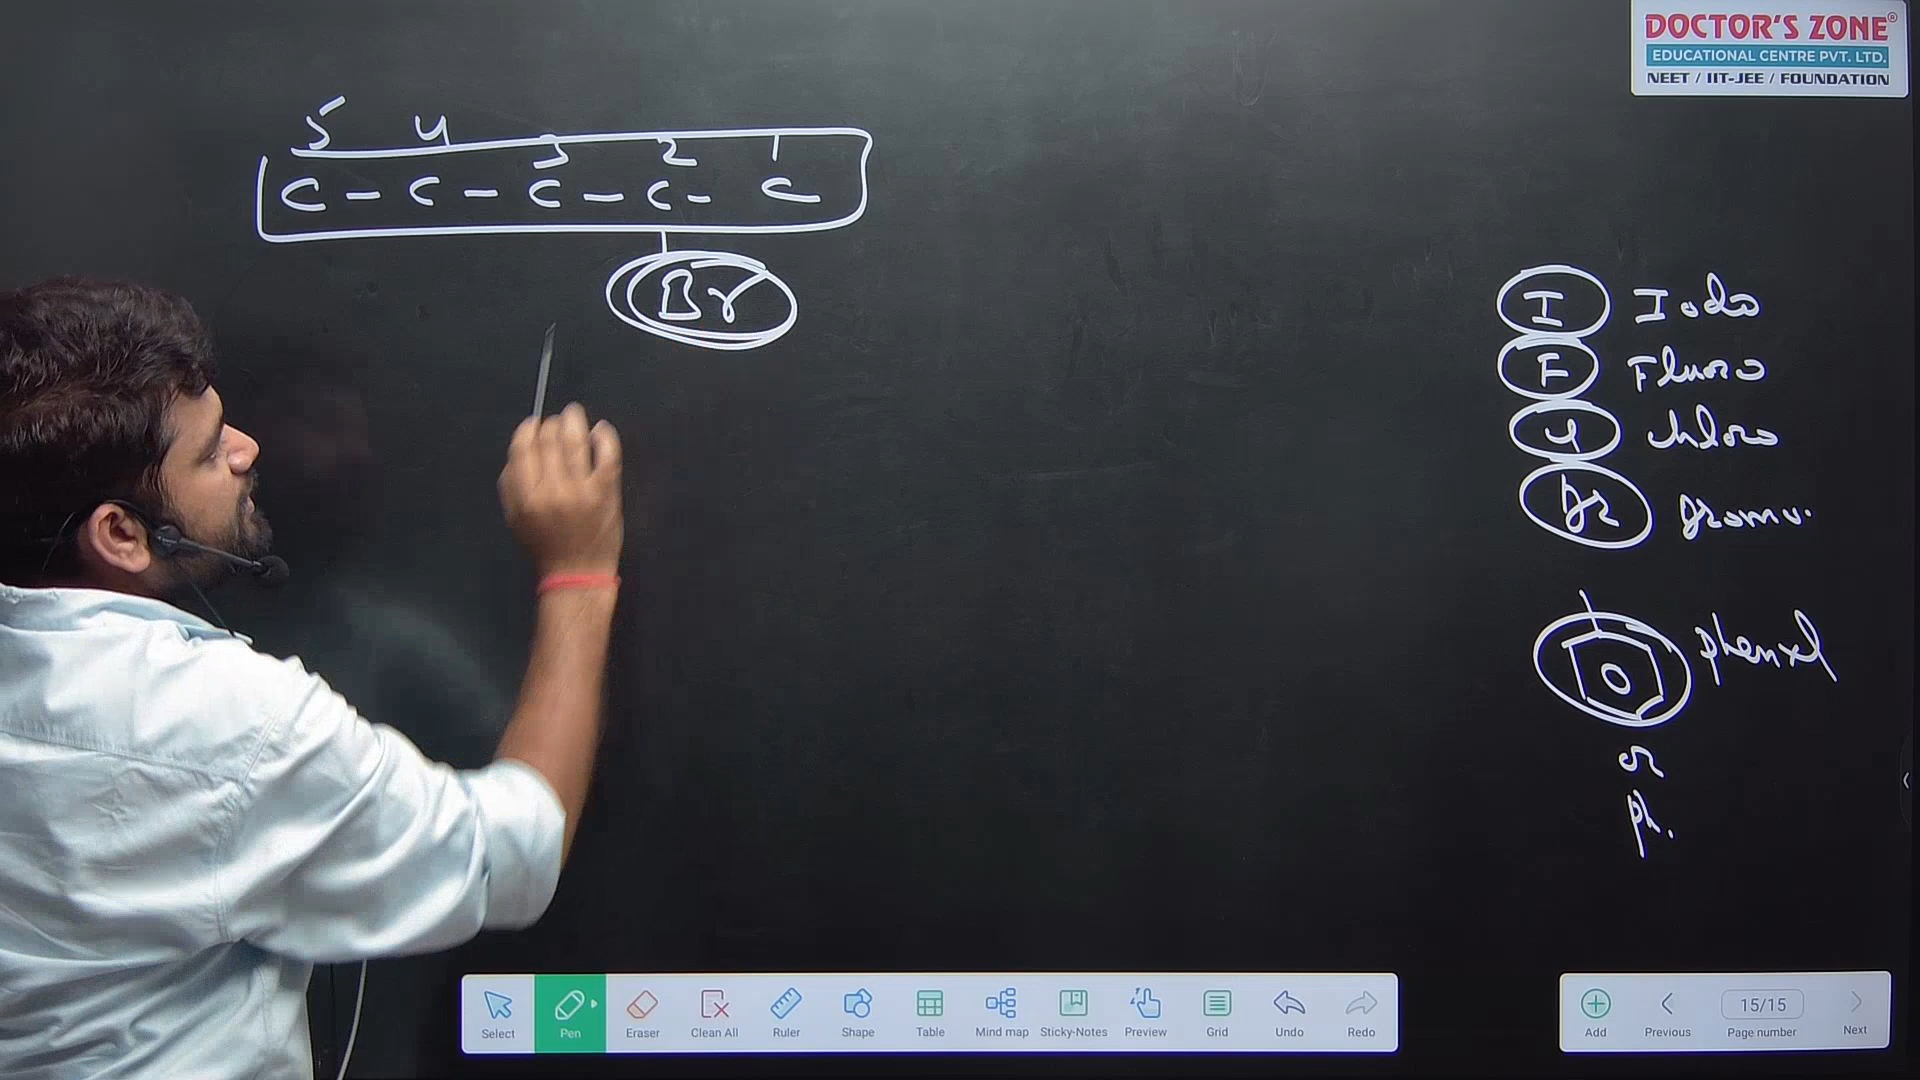 DOCTOR'S ZONE®
EDUCATIONAL CENTRE PVT. LTD.
NEET / IIT-JEE / FOUNDATION
5 4 3 2 1
C - C - C - C - C
Br
I Iodo
F Fluoro
Cl chloro
Br Bromo.
phenyl
or
Ph.
Select
Pen
Eraser
Clean All
Ruler
Shape
Table
Mind map
Sticky-Notes
Preview
Grid
Undo
Redo
Add
Previous
15/15
Page number
Next